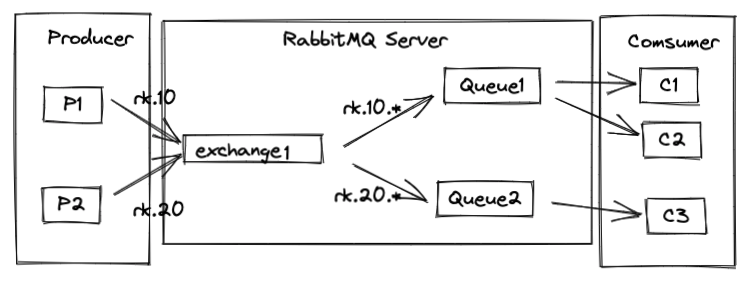 Producer
RabbitMQ Server
Comsumer
P1
rk.10
rk.10.*
Queue1
C1
C2
exchange1
P2
rk.20
rk.20.*
Queue2
C3